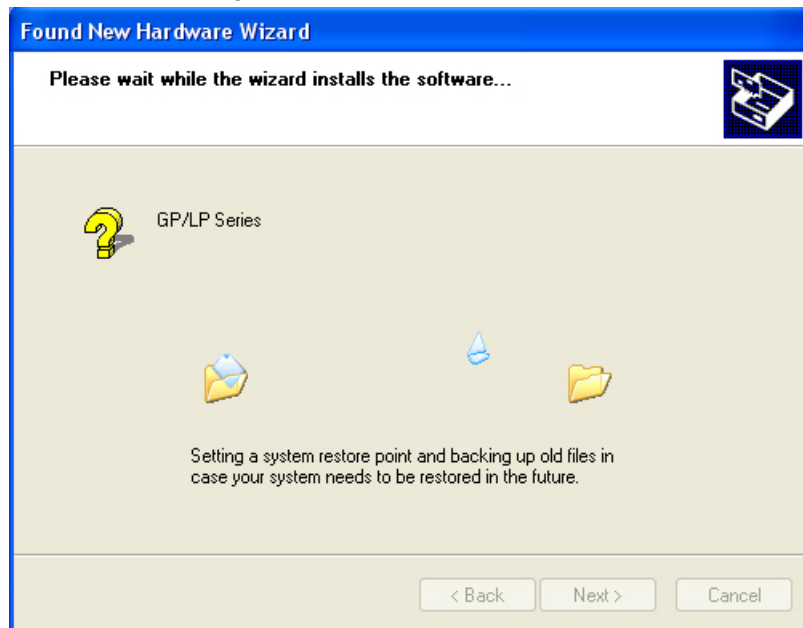 Found New Hardware Wizard
Please wait while the wizard installs the software...
GP/LP Series
Setting a system restore point and backing up old files in
case your system needs to be restored in the future.
< Back
Next >
Cancel